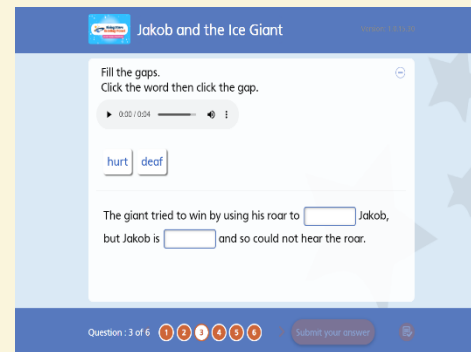 Jakob and the Ice Giant
Fill the gaps.
Click the word then click the gap.
0:00 / 0:04
hurt deaf
The giant tried to win by using his roar to Jakob,
but Jakob is and so could not hear the roar.
Question : 3 of 6 1 2 3 4 5 6 Submit your answer